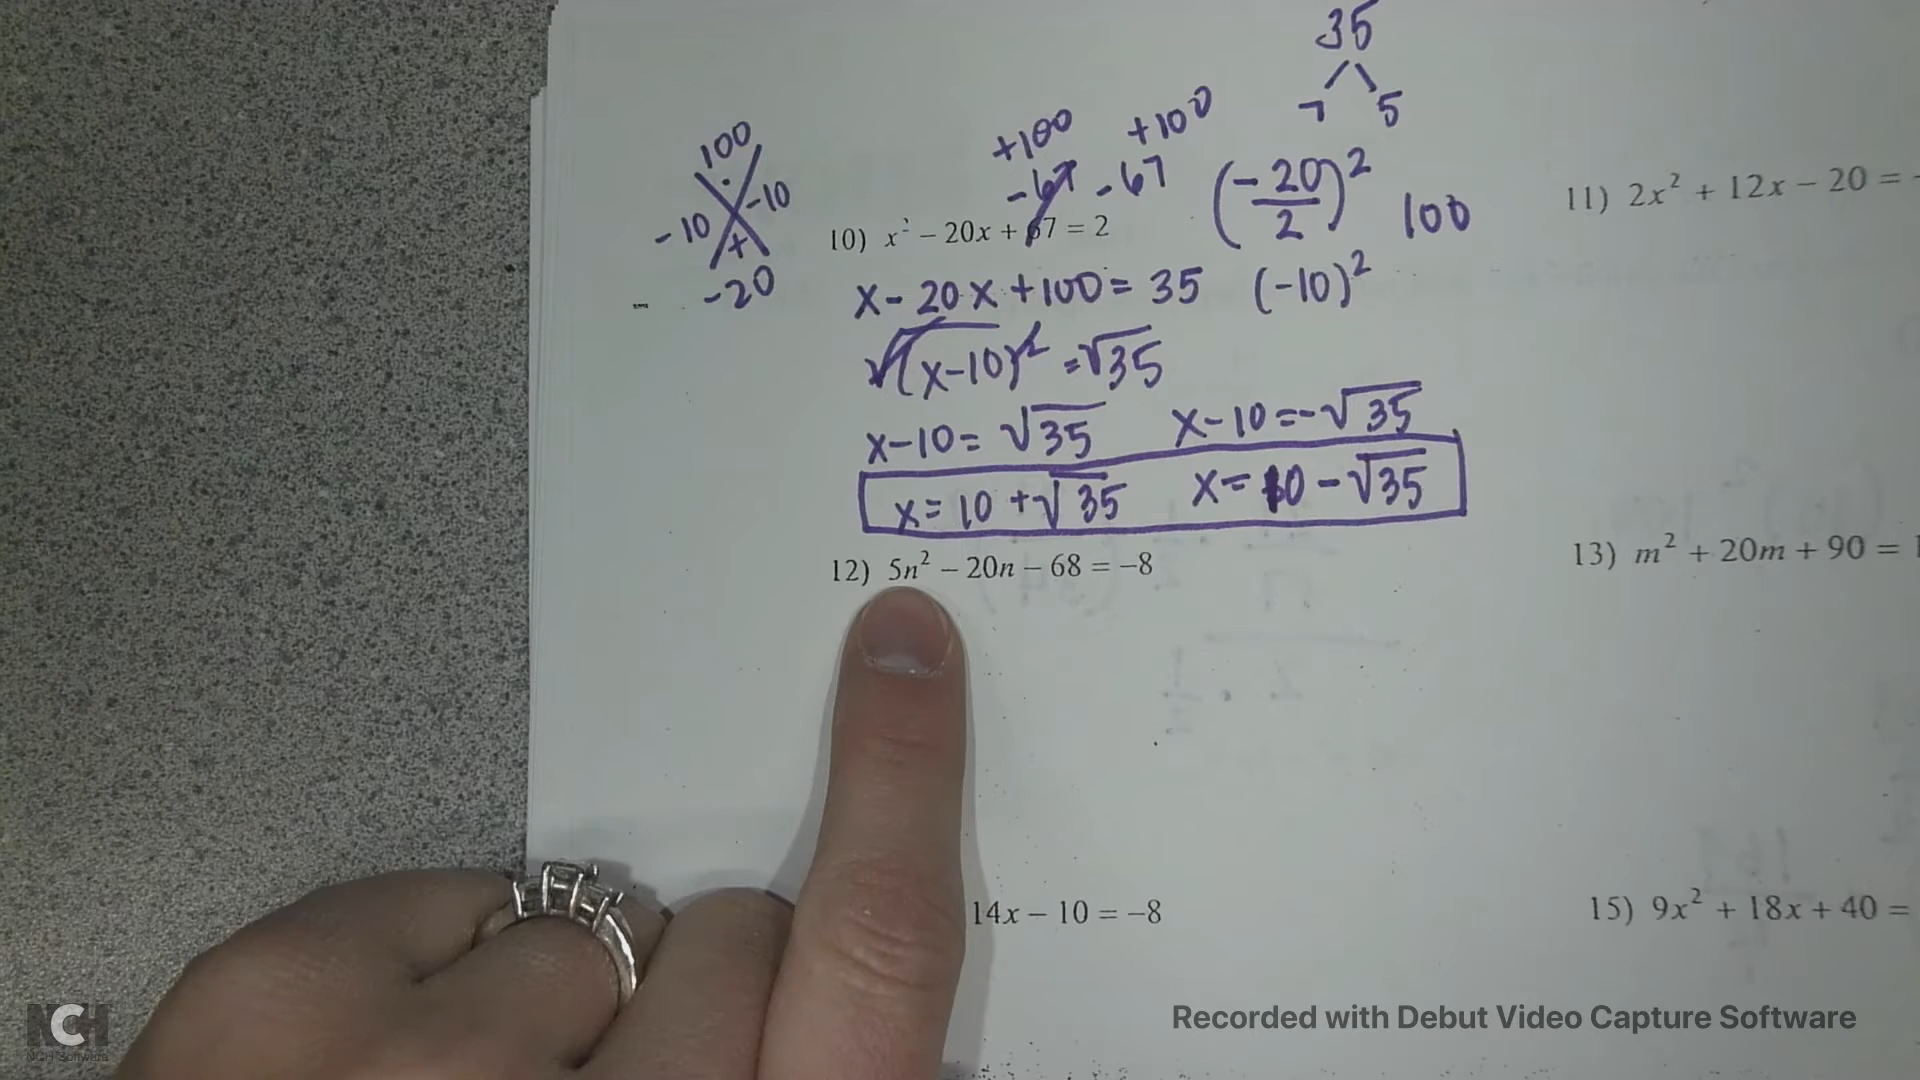 35
7 5
+100 +100
-67 -67
(-20/2)² 100
100
-10 -10
+
-20
10) x² – 20x + 67 = 2
11) 2x² + 12x – 20 =
x-20x+100=35 (-10)²
√(x-10)² =√35
x-10=√35 x-10=-√35
x=10+√35 x=10-√35
12) 5n² – 20n – 68 = –8
13) m² + 20m + 90 =
14x – 10 = –8
15) 9x² + 18x + 40 =
NCH
NCH Software
Recorded with Debut Video Capture Software